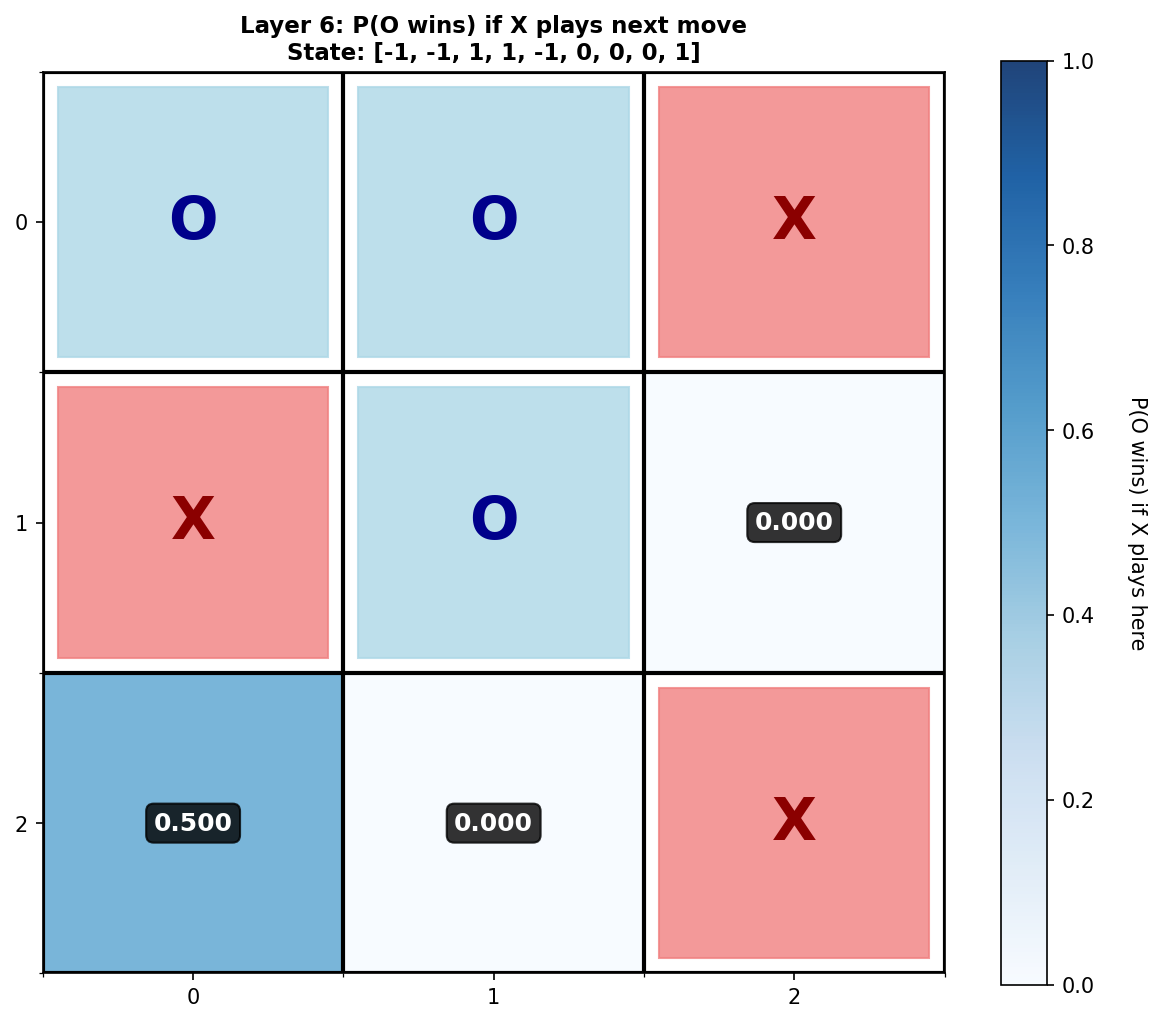 Layer 6: P(O wins) if X plays next move
State: [-1, -1, 1, 1, -1, 0, 0, 0, 1]
0
O
O
X
1
X
O
0.000
2
0.500
0.000
X
0
1
2
1.0
0.8
0.6
0.4
0.2
0.0
P(O wins) if X plays here